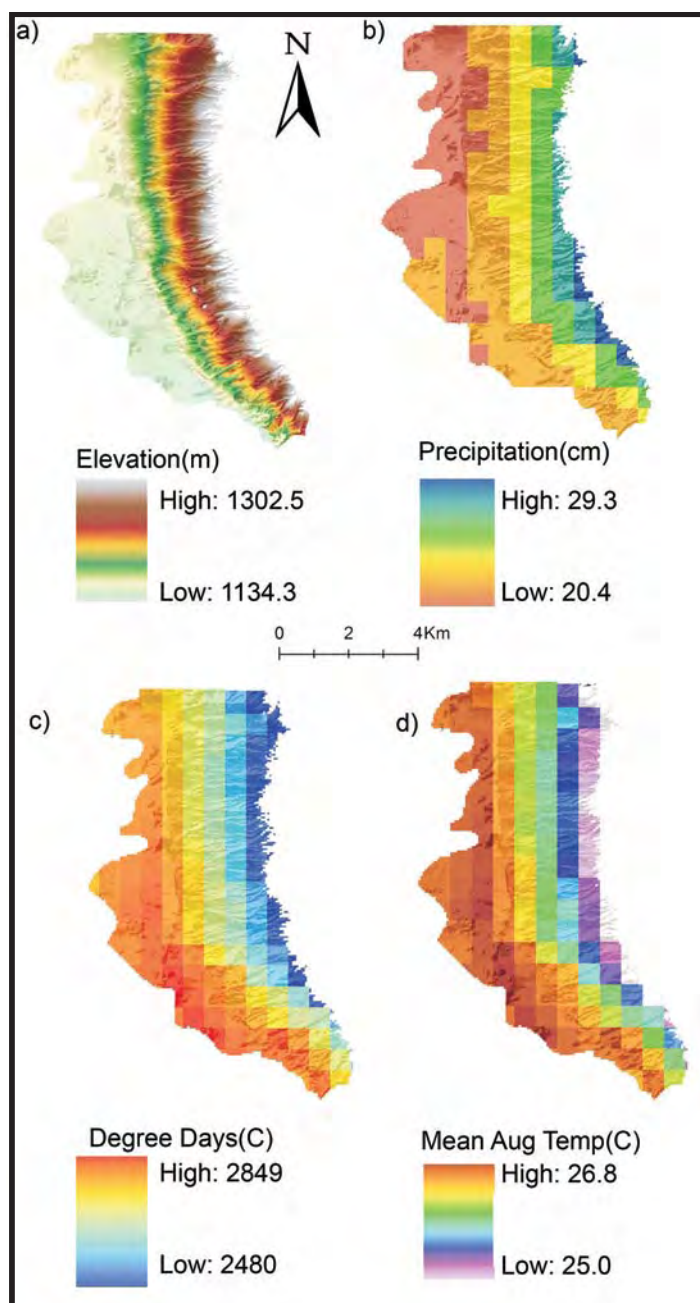 a)
N
b)
Elevation(m)
High: 1302.5
Low: 1134.3
Precipitation(cm)
High: 29.3
Low: 20.4
0 2 4Km
c)
d)
Degree Days(C)
High: 2849
Low: 2480
Mean Aug Temp(C)
High: 26.8
Low: 25.0